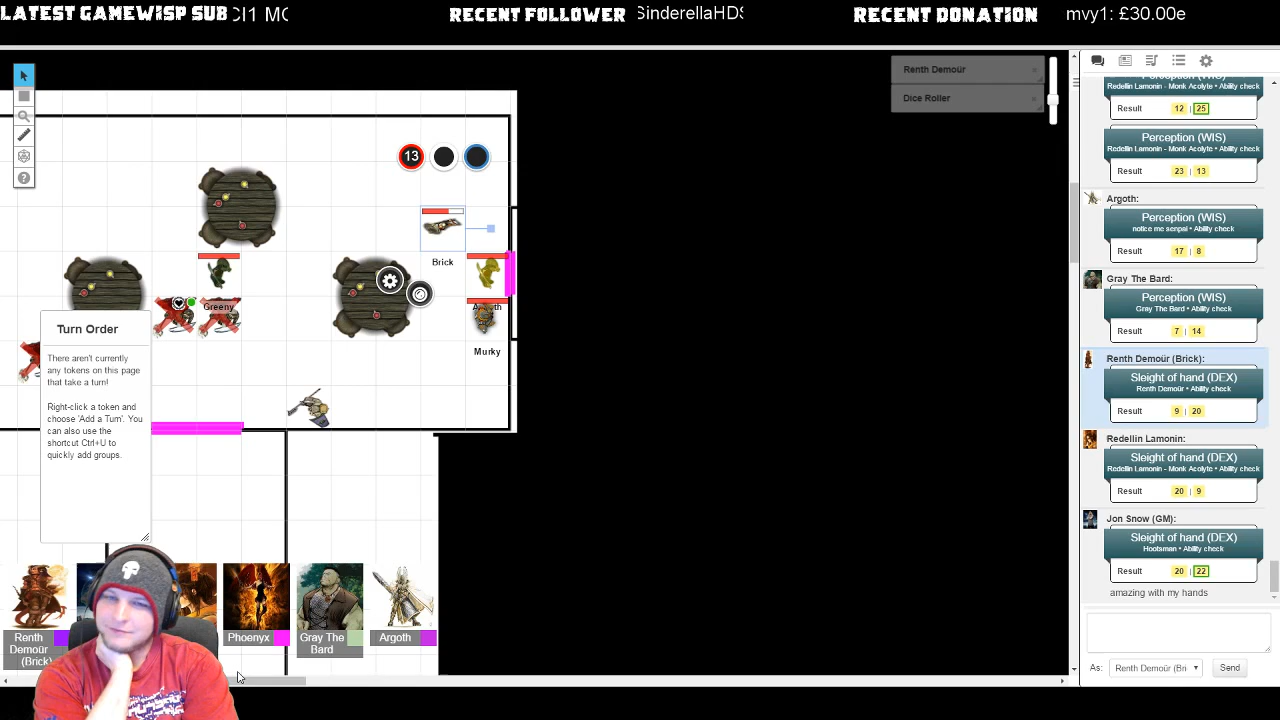 LATEST GAMEWISP SUB
RECENT FOLLOWER
SinderellaHDS
RECENT DONATION
mvy1: £30.00e
Renth Demoür
Dice Roller
13
Brick
Greeny
Murky
Turn Order
There aren't currently
any tokens on this page
that take a turn!
Right-click a token and
choose 'Add a Turn'. You
can also use the
shortcut Ctrl+U to
quickly add groups.
Renth
Demoür
(Brick)
Phoenyx
Gray The
Bard
Argoth
Perception (WIS)
Redellin Lamonin - Monk Acolyte • Ability check
Result 12 | 25
Perception (WIS)
Redellin Lamonin - Monk Acolyte • Ability check
Result 23 | 13
Argoth:
Perception (WIS)
notice me senpai • Ability check
Result 17 | 8
Gray The Bard:
Perception (WIS)
Gray The Bard • Ability check
Result 7 | 14
Renth Demoür (Brick):
Sleight of hand (DEX)
Renth Demoür • Ability check
Result 9 | 20
Redellin Lamonin:
Sleight of hand (DEX)
Redellin Lamonin - Monk Acolyte • Ability check
Result 20 | 9
Jon Snow (GM):
Sleight of hand (DEX)
Hootsman • Ability check
Result 20 | 22
amazing with my hands
As: Renth Demoür (Bri
Send